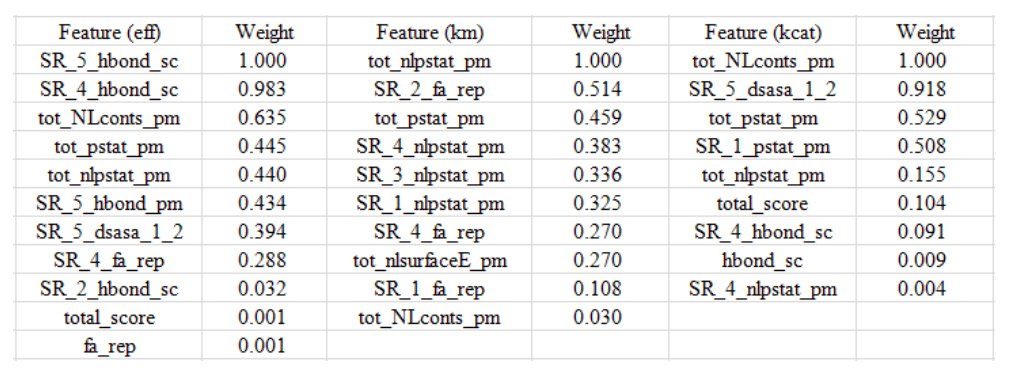 Feature (eff) Weight Feature (km) Weight Feature (kcat) Weight
SR_5_hbond_sc 1.000 tot_nlpstat_pm 1.000 tot_NLconts_pm 1.000
SR_4_hbond_sc 0.983 SR_2_fa_rep 0.514 SR_5_dsasa_1_2 0.918
tot_NLconts_pm 0.635 tot_pstat_pm 0.459 tot_pstat_pm 0.529
tot_pstat_pm 0.445 SR_4_nlpstat_pm 0.383 SR_1_pstat_pm 0.508
tot_nlpstat_pm 0.440 SR_3_nlpstat_pm 0.336 tot_nlpstat_pm 0.155
SR_5_hbond_pm 0.434 SR_1_nlpstat_pm 0.325 total_score 0.104
SR_5_dsasa_1_2 0.394 SR_4_fa_rep 0.270 SR_4_hbond_sc 0.091
SR_4_fa_rep 0.288 tot_nlsurfaceE_pm 0.270 hbond_sc 0.009
SR_2_hbond_sc 0.032 SR_1_fa_rep 0.108 SR_4_nlpstat_pm 0.004
total_score 0.001 tot_NLconts_pm 0.030
fa_rep 0.001